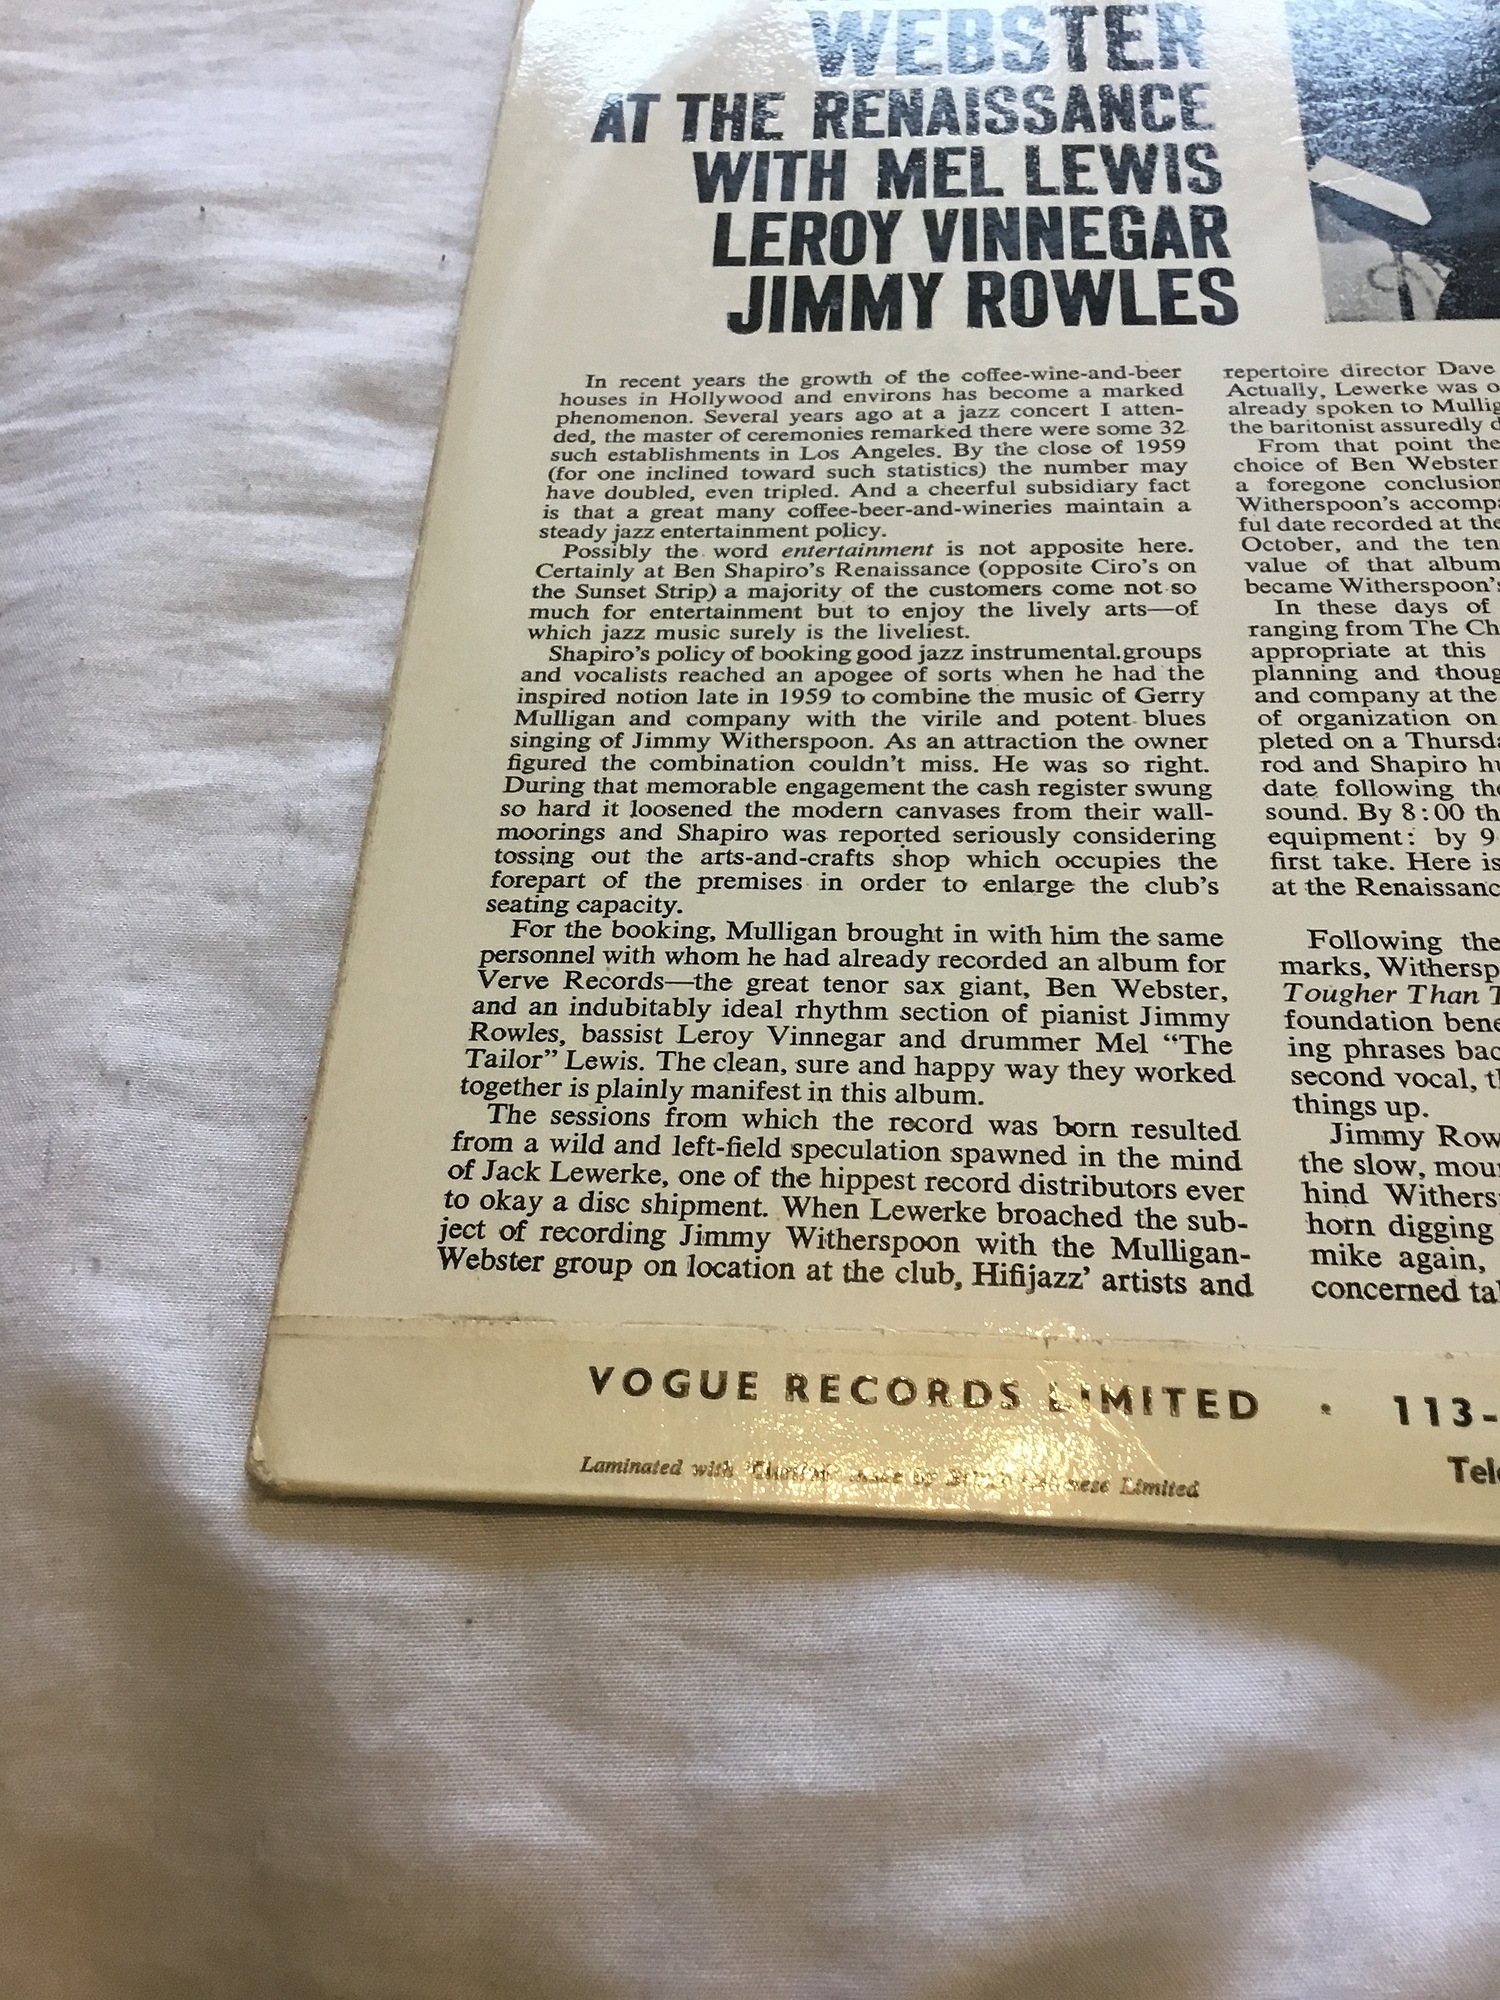 WEBSTER
AT THE RENAISSANCE
WITH MEL LEWIS
LEROY VINNEGAR
JIMMY ROWLES
In recent years the growth of the coffee-wine-and-beer
houses in Hollywood and environs has become a marked
phenomenon. Several years ago at a jazz concert I atten-
ded, the master of ceremonies remarked there were some 32
such establishments in Los Angeles. By the close of 1959
(for one inclined toward such statistics) the number may
have doubled, even tripled. And a cheerful subsidiary fact
is that a great many coffee-beer-and-wineries maintain a
steady jazz entertainment policy.
Possibly the word entertainment is not apposite here.
Certainly at Ben Shapiro's Renaissance (opposite Ciro's on
the Sunset Strip) a majority of the customers come not so
much for entertainment but to enjoy the lively arts—of
which jazz music surely is the liveliest.
Shapiro's policy of booking good jazz instrumental groups
and vocalists reached an apogee of sorts when he had the
inspired notion late in 1959 to combine the music of Gerry
Mulligan and company with the virile and potent blues
singing of Jimmy Witherspoon. As an attraction the owner
figured the combination couldn't miss. He was so right.
During that memorable engagement the cash register swung
so hard it loosened the modern canvases from their wall-
moorings and Shapiro was reported seriously considering
tossing out the arts-and-crafts shop which occupies the
forepart of the premises in order to enlarge the club's
seating capacity.
For the booking, Mulligan brought in with him the same
personnel with whom he had already recorded an album for
Verve Records—the great tenor sax giant, Ben Webster,
and an indubitably ideal rhythm section of pianist Jimmy
Rowles, bassist Leroy Vinnegar and drummer Mel “The
Tailor” Lewis. The clean, sure and happy way they worked
together is plainly manifest in this album.
The sessions from which the record was born resulted
from a wild and left-field speculation spawned in the mind
of Jack Lewerke, one of the hippest record distributors ever
to okay a disc shipment. When Lewerke broached the sub-
ject of recording Jimmy Witherspoon with the Mulligan-
Webster group on location at the club, Hifijazz' artists and
repertoire director Dave
Actually, Lewerke was o
already spoken to Mullig
the baritonist assuredly d
From that point the
choice of Ben Webster
a foregone conclusion
Witherspoon's accompa
ful date recorded at the
October, and the ten
value of that album
became Witherspoon's
In these days of
ranging from The Ch
appropriate at this
planning and thoug
and company at the
of organization on
pleted on a Thursda
rod and Shapiro hu
date following the
sound. By 8:00 th
equipment: by 9
first take. Here is
at the Renaissanc
Following the
marks, Withersp
Tougher Than T
foundation bene
ing phrases bac
second vocal, th
things up.
Jimmy Row
the slow, mour
hind Withers
horn digging
mike again,
concerned tal
VOGUE RECORDS LIMITED • 113-
Laminated with made by Limited
Tele